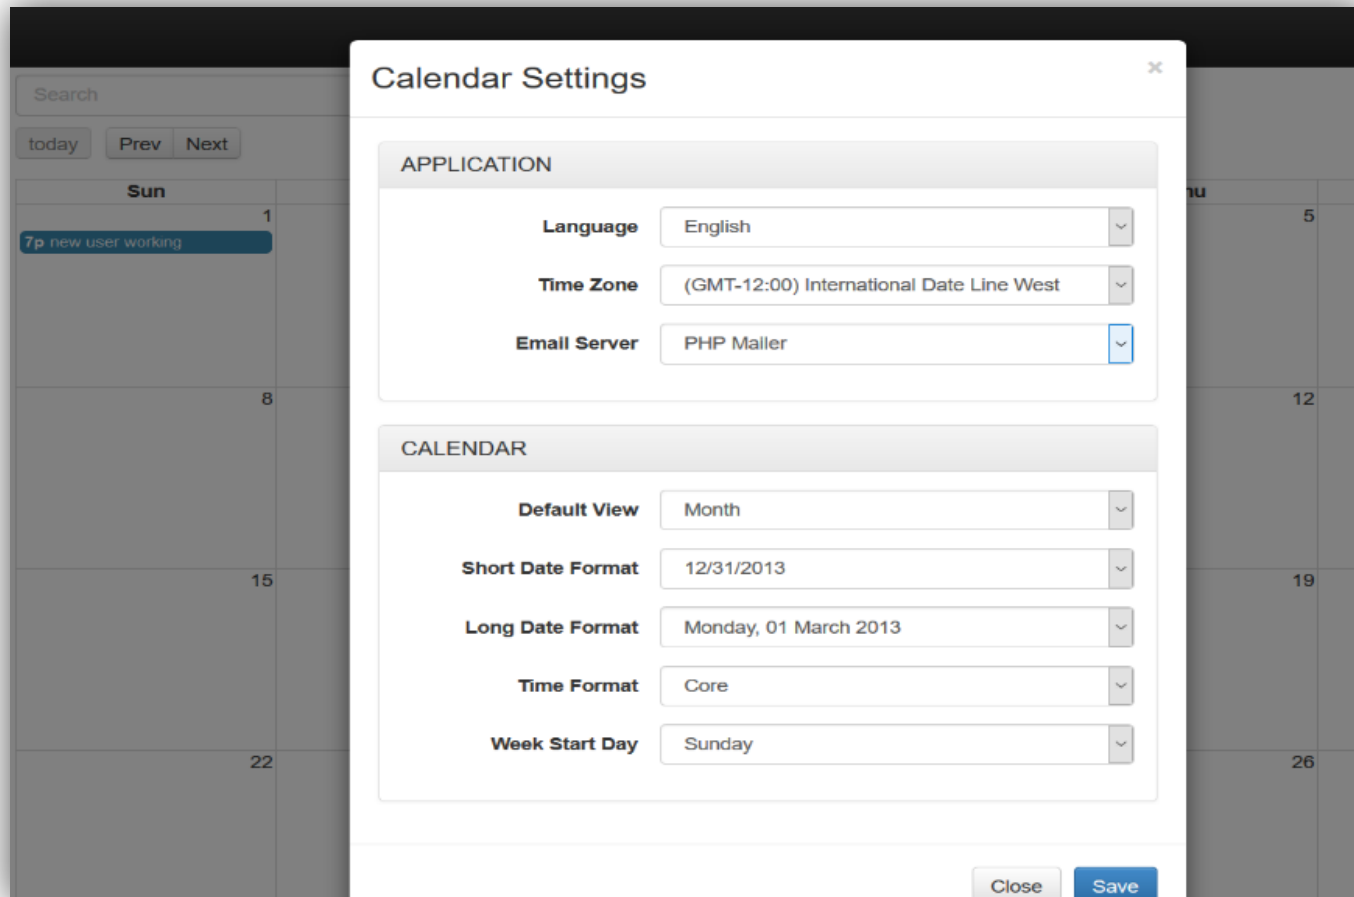 Calendar Settings
×
Search
today Prev Next
APPLICATION
Language English
Time Zone (GMT-12:00) International Date Line West
Email Server PHP Mailer
CALENDAR
Default View Month
Short Date Format 12/31/2013
Long Date Format Monday, 01 March 2013
Time Format Core
Week Start Day Sunday
Close Save
Sun
1 5
7p new user working
8 12
15 19
22 26